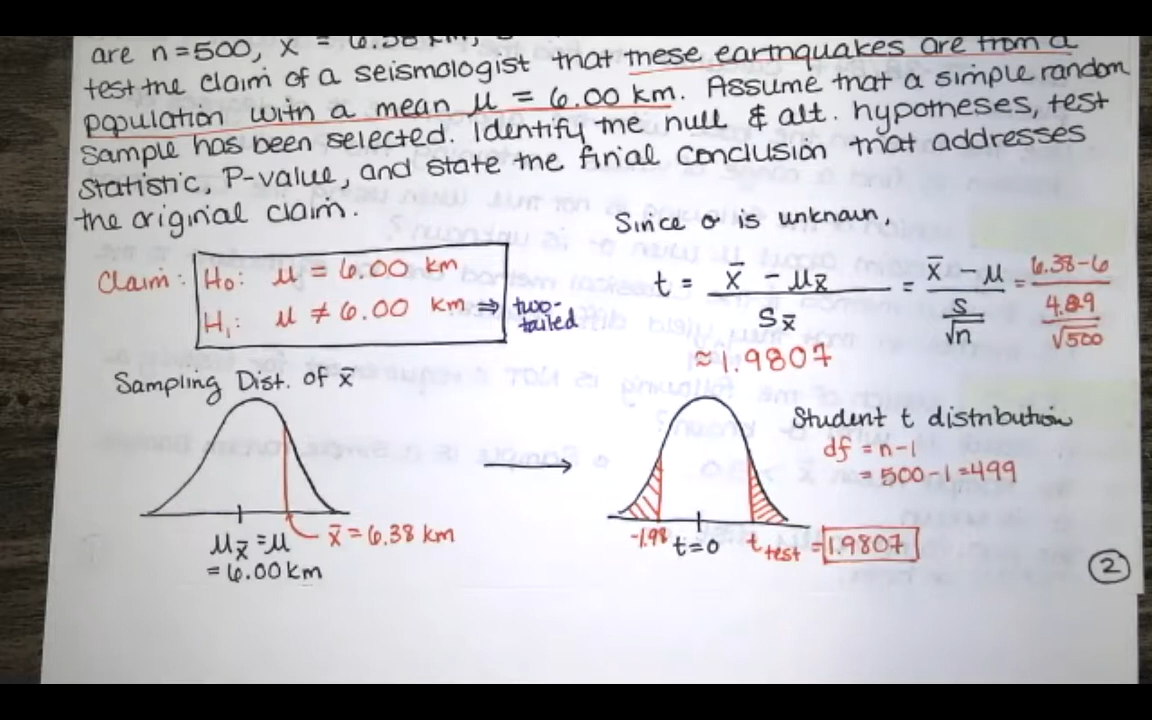 are n=500, x̄ = 6.38 km,
test the claim of a seismologist that these earthquakes are from a
population with a mean μ = 6.00 km. Assume that a simple random
sample has been selected. Identify the null & alt. hypotheses, test
statistic, P-value, and state the final conclusion that addresses
the original claim.
Since σ is unknown,
Claim: H₀: μ = 6.00 km
H₁: μ ≠ 6.00 km ⇒ two-tailed
t = (x̄ - μx̄)/(sx̄) = (x̄ - μ)/(s/√n) = (6.38-6)/(4.29/√500)
≈ 1.9807
Sampling Dist. of x̄
μx̄ = μ
= 6.00 km
x̄ = 6.38 km
Student t distribution
df = n-1
= 500-1 = 499
-1.98 t=0 t test = 1.9807
2